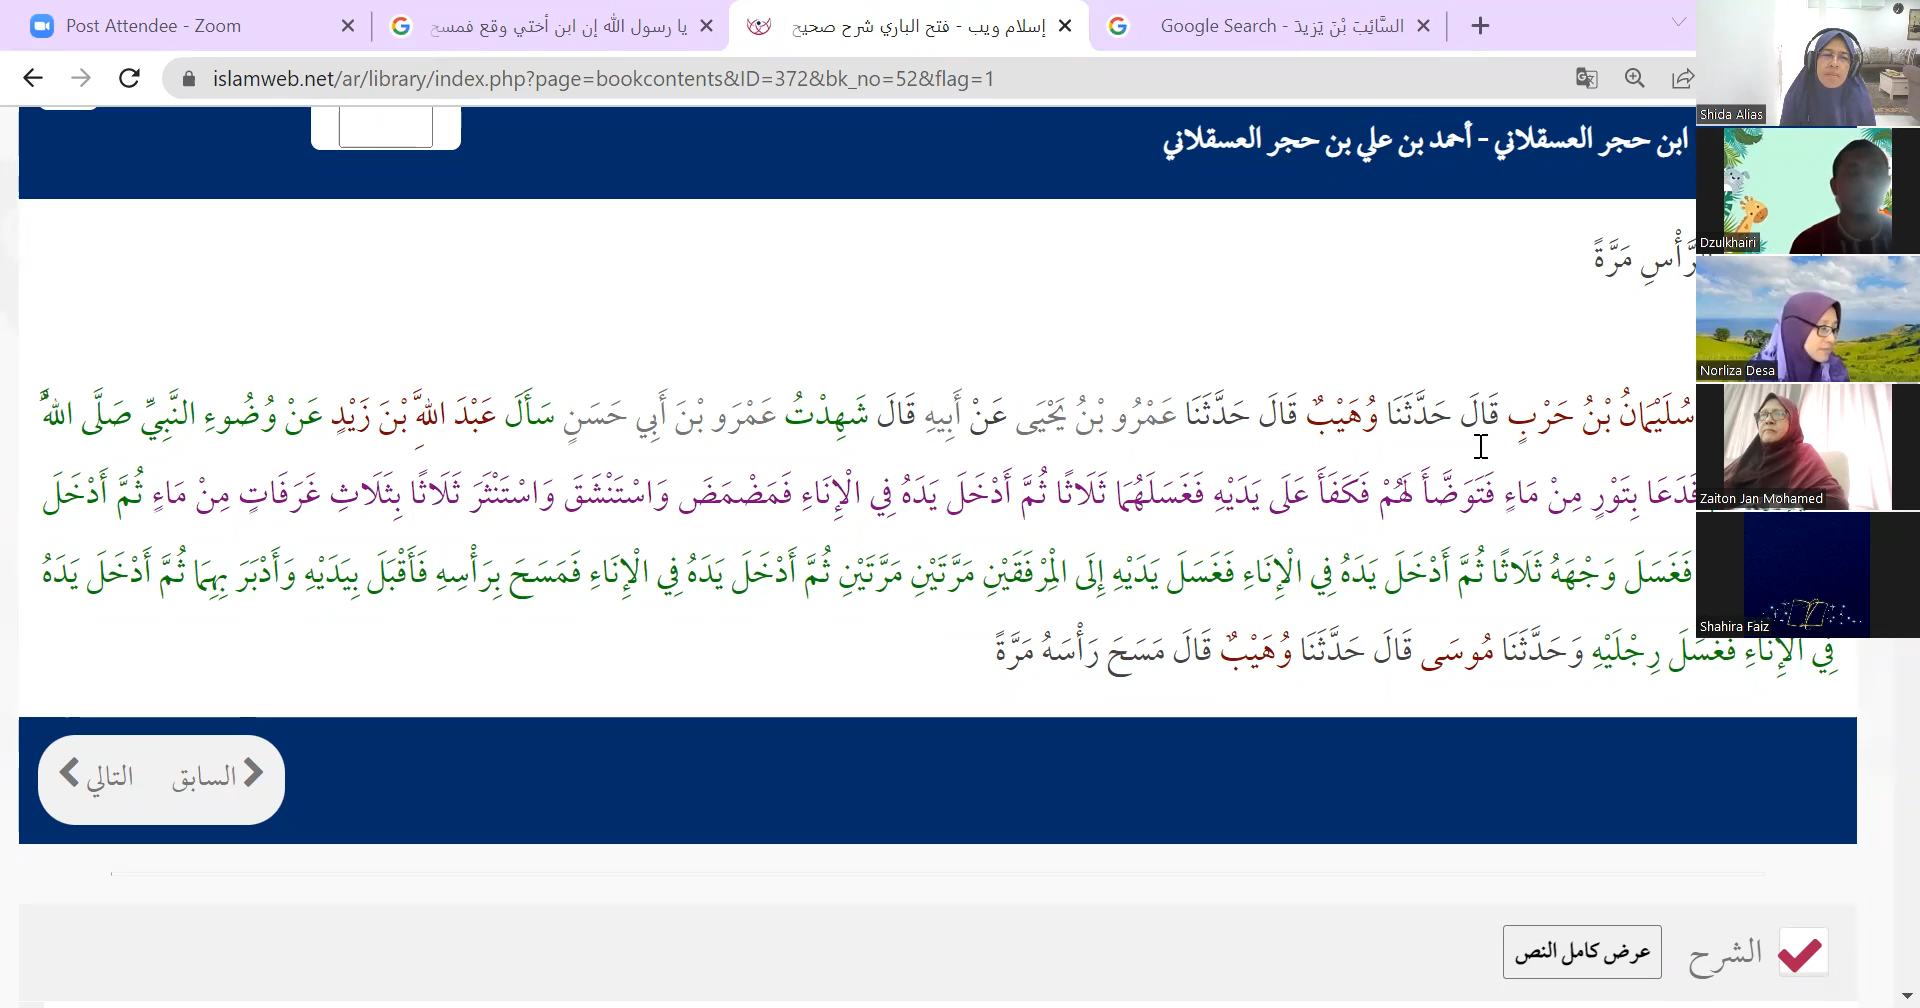 Post Attendee - Zoom
يا رسول الله إن ابن أختي وقع فمسح
إسلام ويب - فتح الباري شرح صحيح
السَّائِبَ بْنَ يَزِيدَ - Google Search
islamweb.net/ar/library/index.php?page=bookcontents&ID=372&bk_no=52&flag=1
ابن حجر العسقلاني - أحمد بن علي بن حجر العسقلاني
الرَّأْسِ مَرَّةً
سُلَيْمَانُ بْنُ حَرْبٍ قَالَ حَدَّثَنَا وُهَيْبٌ قَالَ حَدَّثَنَا عَمْرُو بْنُ يَحْيَى عَنْ أَبِيهِ قَالَ شَهِدْتُ عَمْرَو بْنَ أَبِي حَسَنٍ سَأَلَ عَبْدَ اللَّهِ بْنَ زَيْدٍ عَنْ وُضُوءِ النَّبِيِّ صَلَّى اللَّهُ
فَدَعَا بِتَوْرٍ مِنْ مَاءٍ فَتَوَضَّأَ لَهُمْ فَكَفَأَ عَلَى يَدَيْهِ فَغَسَلَهُمَا ثَلَاثًا ثُمَّ أَدْخَلَ يَدَهُ فِي الْإِنَاءِ فَمَضْمَضَ وَاسْتَنْشَقَ وَاسْتَنْثَرَ ثَلَاثًا بِثَلَاثِ غَرَفَاتٍ مِنْ مَاءٍ ثُمَّ أَدْخَلَ
فَغَسَلَ وَجْهَهُ ثَلَاثًا ثُمَّ أَدْخَلَ يَدَهُ فِي الْإِنَاءِ فَغَسَلَ يَدَيْهِ إِلَى الْمِرْفَقَيْنِ مَرَّتَيْنِ مَرَّتَيْنِ ثُمَّ أَدْخَلَ يَدَهُ فِي الْإِنَاءِ فَمَسَحَ بِرَأْسِهِ فَأَقْبَلَ بِيَدَيْهِ وَأَدْبَرَ بِهِمَا ثُمَّ أَدْخَلَ يَدَهُ
فِي الْإِنَاءِ فَغَسَلَ رِجْلَيْهِ وَحَدَّثَنَا مُوسَى قَالَ حَدَّثَنَا وُهَيْبٌ قَالَ مَسَحَ رَأْسَهُ مَرَّةً
السابق التالي
الشرح عرض كامل النص
Shida Alias
Dzulkhairi
Norliza Desa
Zaiton Jan Mohamed
Shahira Faiz